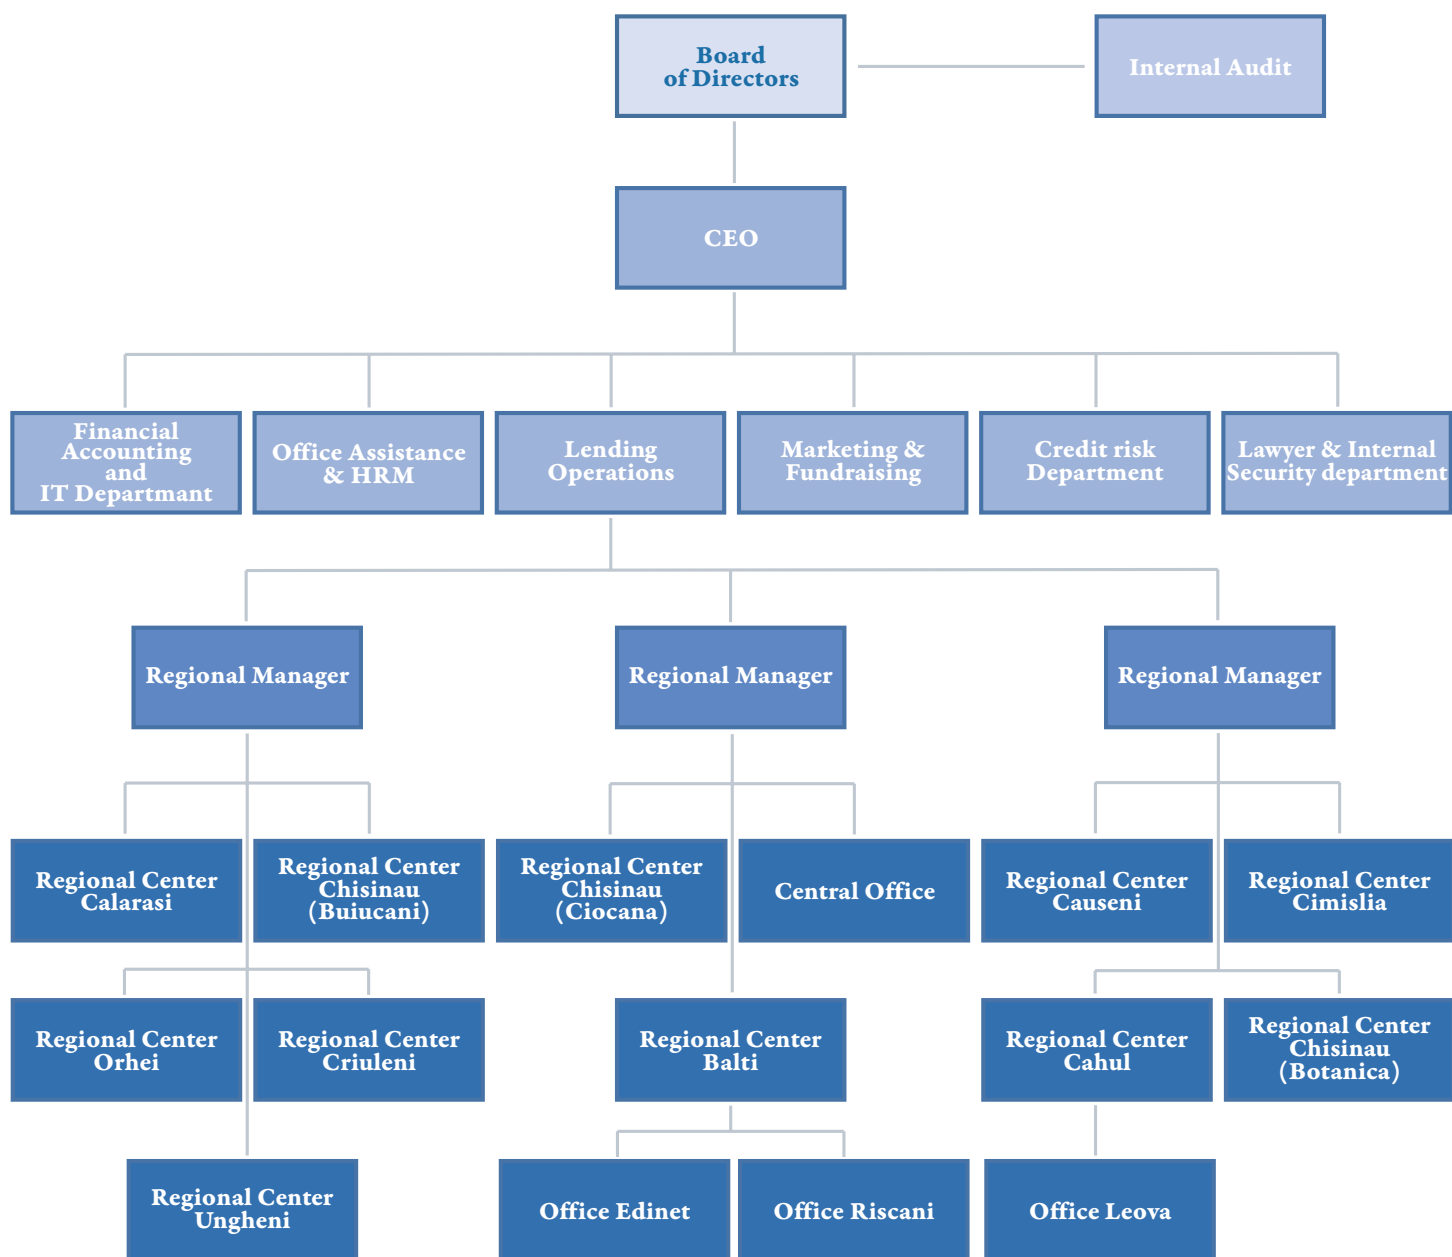 Board
of Directors
Internal Audit
CEO
Financial
Accounting
and
IT Departmant
Office Assistance
& HRM
Lending
Operations
Marketing &
Fundraising
Credit risk
Department
Lawyer & Internal
Security department
Regional Manager
Regional Manager
Regional Manager
Regional Center
Calarasi
Regional Center
Chisinau
(Buiucani)
Regional Center
Chisinau
(Ciocana)
Central Office
Regional Center
Causeni
Regional Center
Cimislia
Regional Center
Orhei
Regional Center
Criuleni
Regional Center
Balti
Regional Center
Cahul
Regional Center
Chisinau
(Botanica)
Regional Center
Ungheni
Office Edinet
Office Riscani
Office Leova